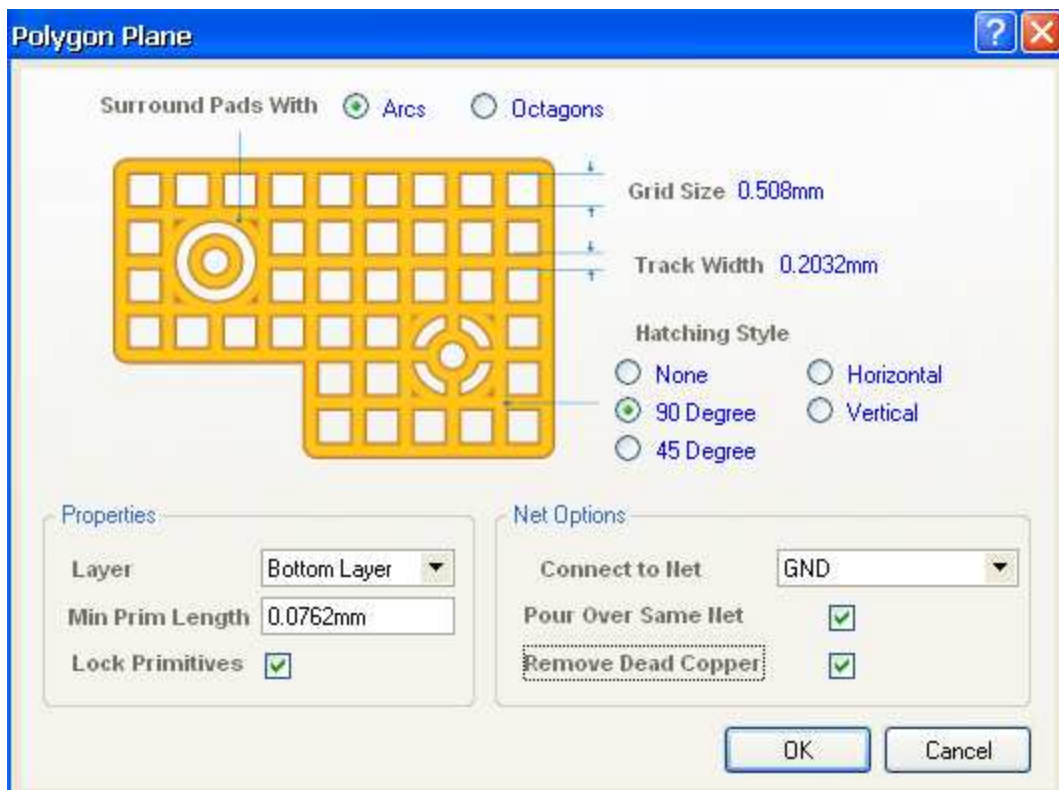 Polygon Plane
Surround Pads With Arcs Octagons
Grid Size 0.508mm
Track Width 0.2032mm
Hatching Style
None Horizontal
90 Degree Vertical
45 Degree
Properties
Layer Bottom Layer
Min Prim Length 0.0762mm
Lock Primitives
Net Options
Connect to Net GND
Pour Over Same Net
Remove Dead Copper
OK Cancel